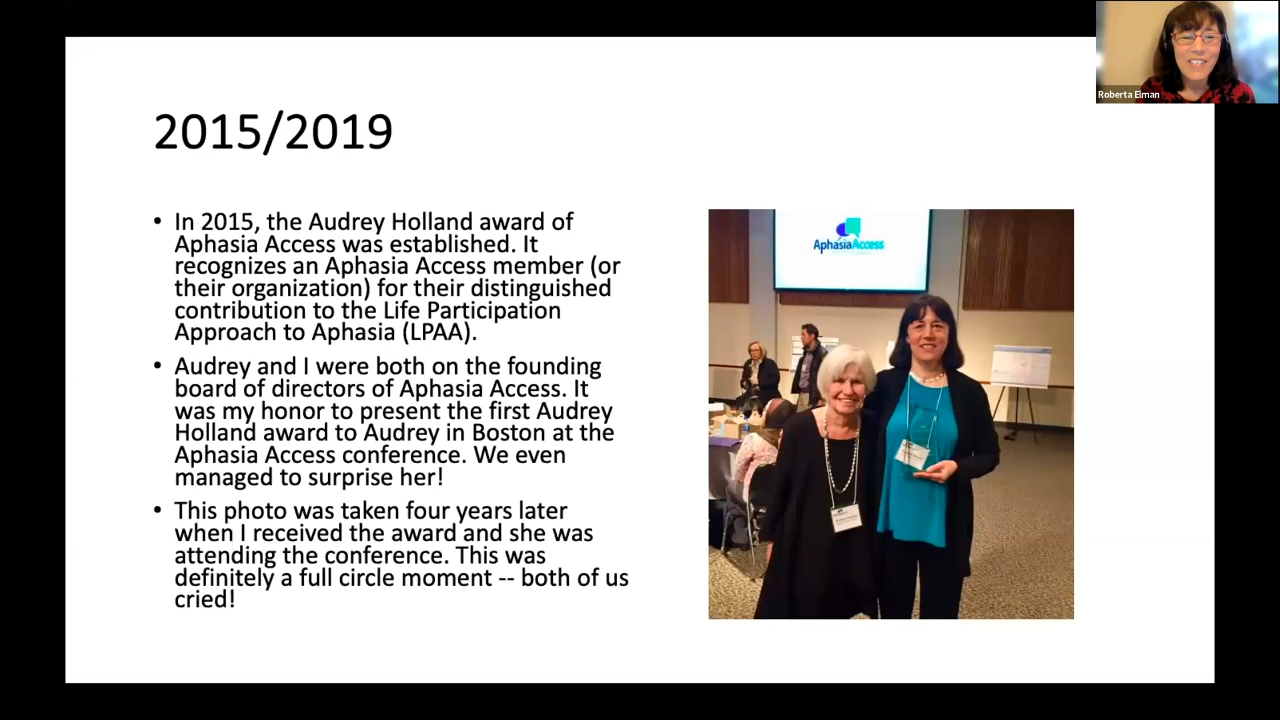 Roberta Elman
2015/2019
• In 2015, the Audrey Holland award of
Aphasia Access was established. It
recognizes an Aphasia Access member (or
their organization) for their distinguished
contribution to the Life Participation
Approach to Aphasia (LPAA).
• Audrey and I were both on the founding
board of directors of Aphasia Access. It
was my honor to present the first Audrey
Holland award to Audrey in Boston at the
Aphasia Access conference. We even
managed to surprise her!
• This photo was taken four years later
when I received the award and she was
attending the conference. This was
definitely a full circle moment -- both of us
cried!
AphasiaAccess